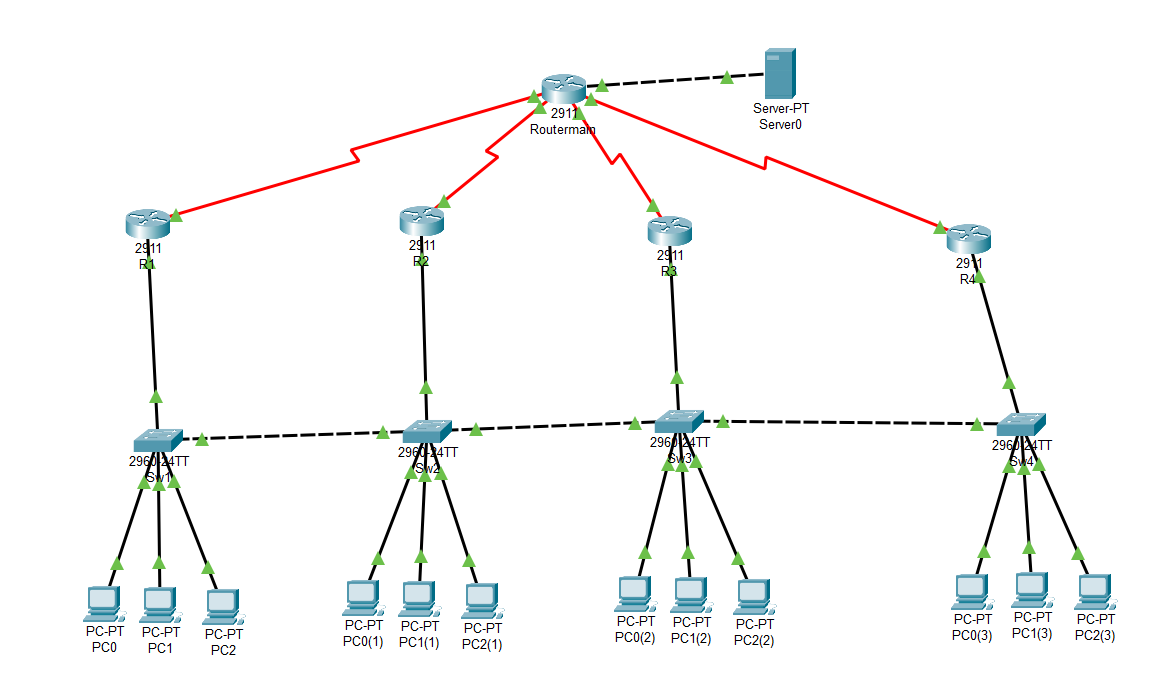 Server-PT
Server0
2911
Routermain
2911
R1
2911
R2
2911
R3
2911
R4
2960-24TT
Sw1
2960-24TT
Sw2
2960-24TT
Sw3
2960-24TT
Sw4
PC-PT
PC0
PC-PT
PC1
PC-PT
PC2
PC-PT
PC0(1)
PC-PT
PC1(1)
PC-PT
PC2(1)
PC-PT
PC0(2)
PC-PT
PC1(2)
PC-PT
PC2(2)
PC-PT
PC0(3)
PC-PT
PC1(3)
PC-PT
PC2(3)